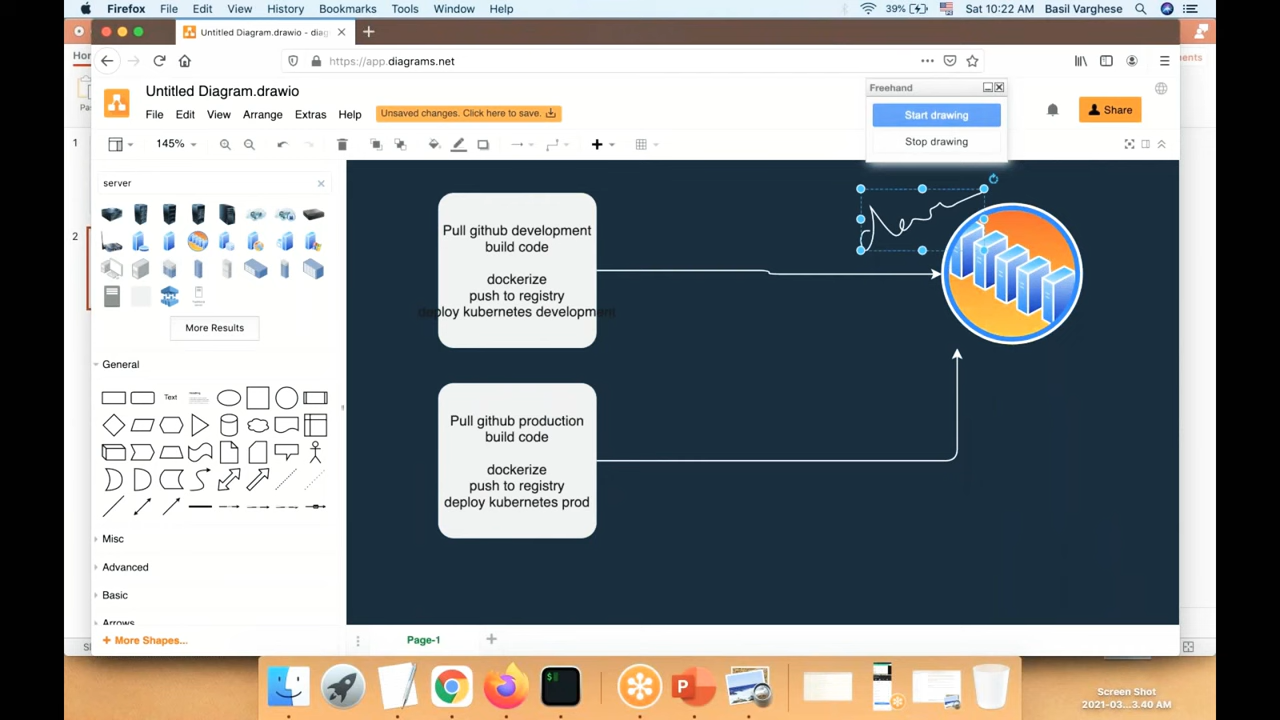 Firefox File Edit View History Bookmarks Tools Window Help 39% Sat 10:22 AM Basil Varghese
Untitled Diagram.drawio - diag
https://app.diagrams.net
Untitled Diagram.drawio
File Edit View Arrange Extras Help Unsaved changes. Click here to save.
Freehand
Start drawing
Stop drawing
Share
145%
server
More Results
General
Text
Misc
Advanced
Basic
Arrows
+ More Shapes...
1
2
Pull github development
build code
dockerize
push to registry
deploy kubernetes development
Pull github production
build code
dockerize
push to registry
deploy kubernetes prod
Page-1
Screen Shot
2021-03...3.40 AM